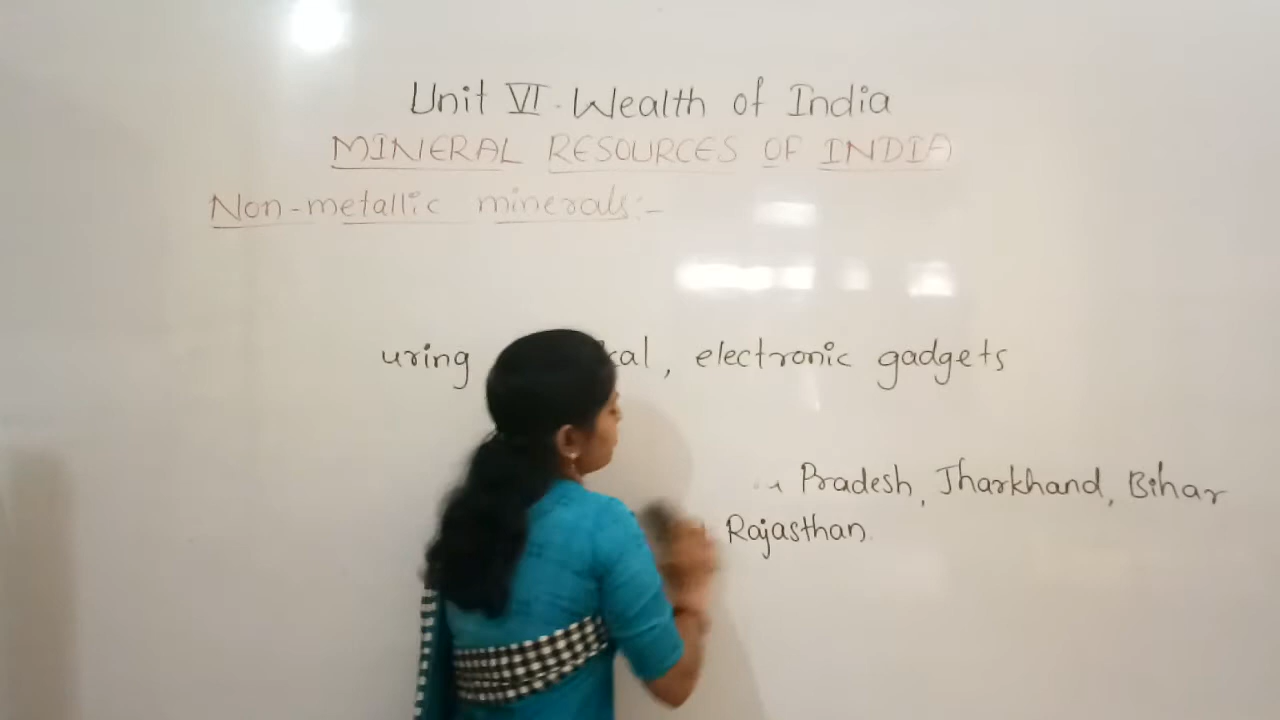 Unit VI. Wealth of India
MINERAL RESOURCES OF INDIA
Non-metallic minerals:-
uring cal, electronic gadgets
Pradesh, Jharkhand, Bihar
Rajasthan.